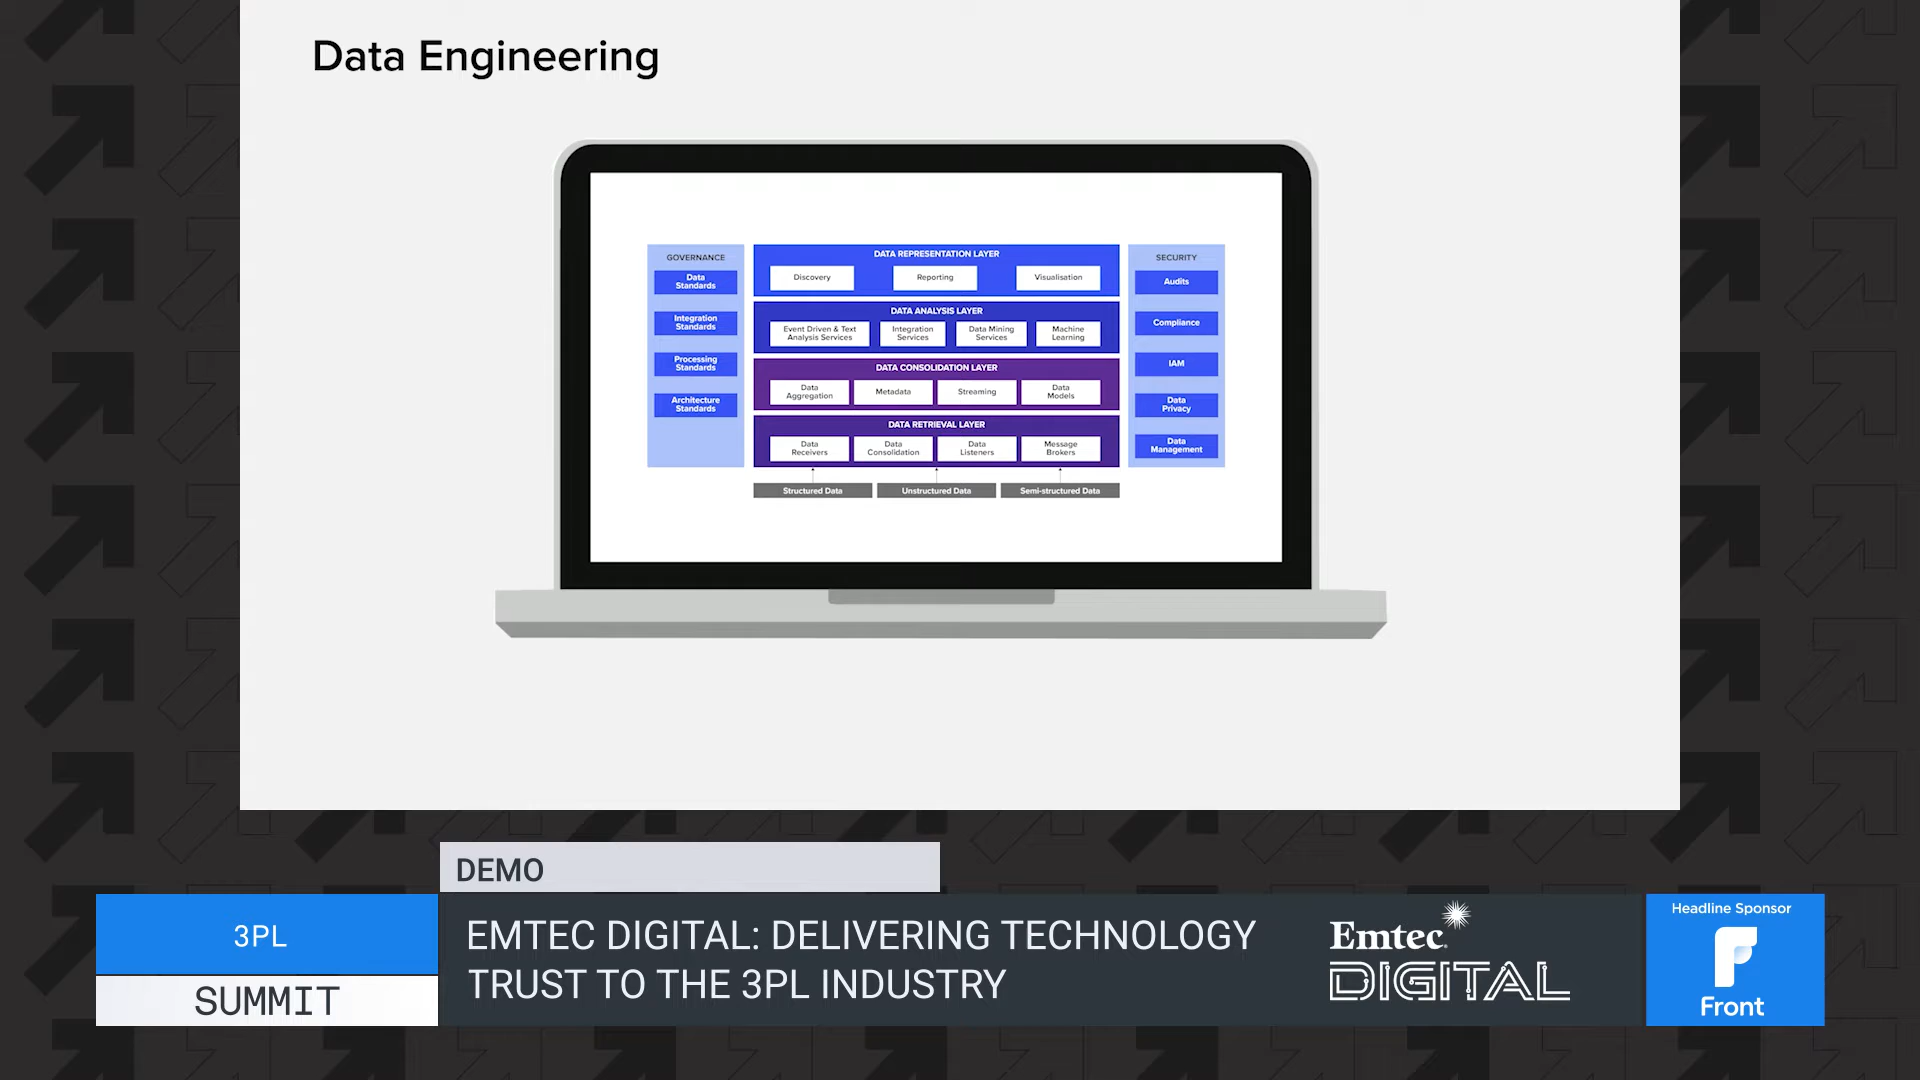 Data Engineering
GOVERNANCE
Data
Standards
Integration
Standards
Processing
Standards
Architecture
Standards
DATA REPRESENTATION LAYER
Discovery
Reporting
Visualisation
DATA ANALYSIS LAYER
Event Driven & Text
Analysis Services
Integration
Services
Data Mining
Services
Machine
Learning
DATA CONSOLIDATION LAYER
Data
Aggregation
Metadata
Streaming
Data
Models
DATA RETRIEVAL LAYER
Data
Receivers
Data
Consolidation
Data
Listeners
Message
Brokers
Structured Data
Unstructured Data
Semi-structured Data
SECURITY
Audits
Compliance
IAM
Data
Privacy
Data
Management
DEMO
3PL
SUMMIT
EMTEC DIGITAL: DELIVERING TECHNOLOGY
TRUST TO THE 3PL INDUSTRY
Emtec
DIGITAL
Headline Sponsor
Front